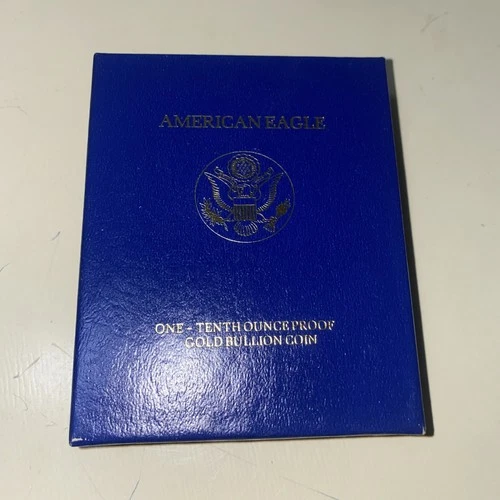 AMERICAN EAGLE
ONE - TENTH OUNCE PROOF
GOLD BULLION COIN